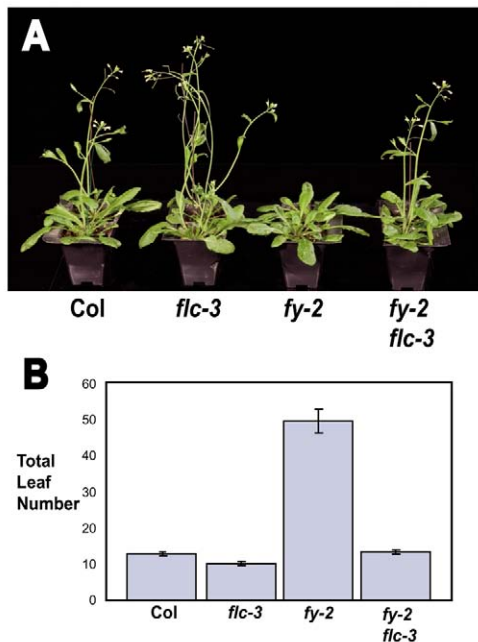 A
Col flc-3 fy-2 fy-2
flc-3
B
60
50
40
30
20
10
0
Total
Leaf
Number
Col flc-3 fy-2 fy-2
flc-3